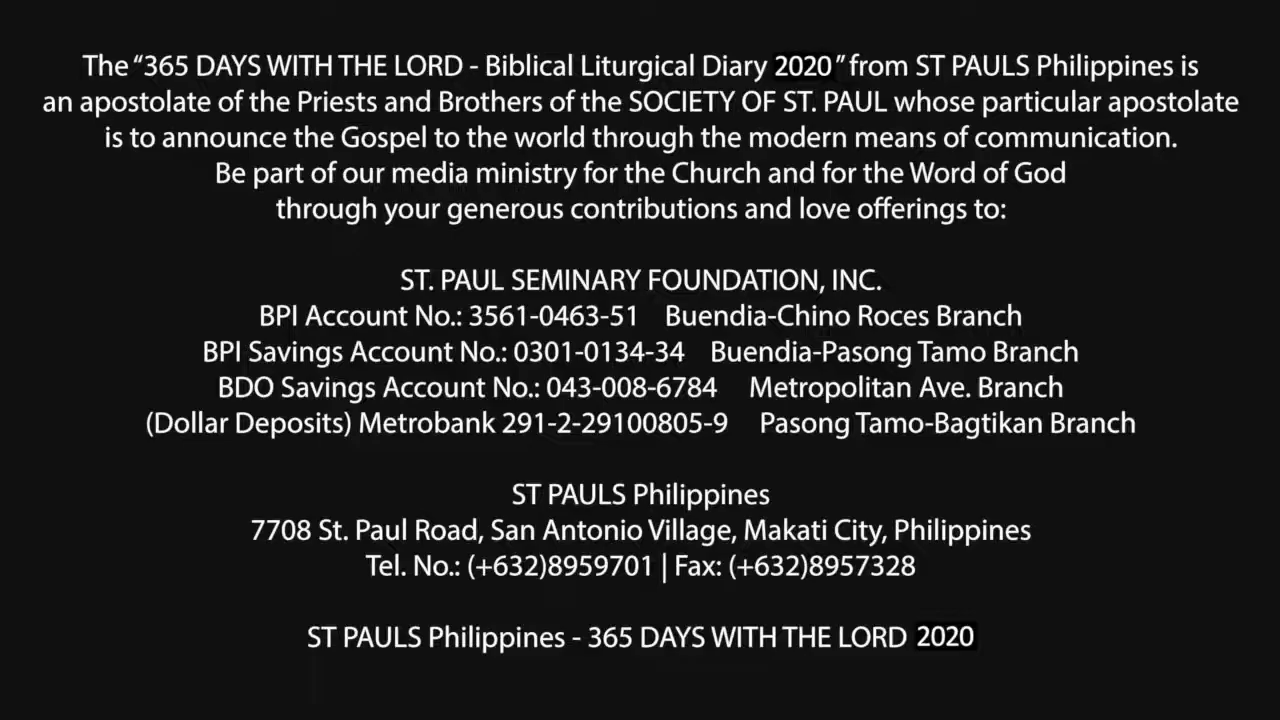 The “365 DAYS WITH THE LORD - Biblical Liturgical Diary 2020” from ST PAULS Philippines is
an apostolate of the Priests and Brothers of the SOCIETY OF ST. PAUL whose particular apostolate
is to announce the Gospel to the world through the modern means of communication.
Be part of our media ministry for the Church and for the Word of God
through your generous contributions and love offerings to:
ST. PAUL SEMINARY FOUNDATION, INC.
BPI Account No.: 3561-0463-51 Buendia-Chino Roces Branch
BPI Savings Account No.: 0301-0134-34 Buendia-Pasong Tamo Branch
BDO Savings Account No.: 043-008-6784 Metropolitan Ave. Branch
(Dollar Deposits) Metrobank 291-2-29100805-9 Pasong Tamo-Bagtikan Branch
ST PAULS Philippines
7708 St. Paul Road, San Antonio Village, Makati City, Philippines
Tel. No.: (+632)8959701 | Fax: (+632)8957328
ST PAULS Philippines - 365 DAYS WITH THE LORD 2020